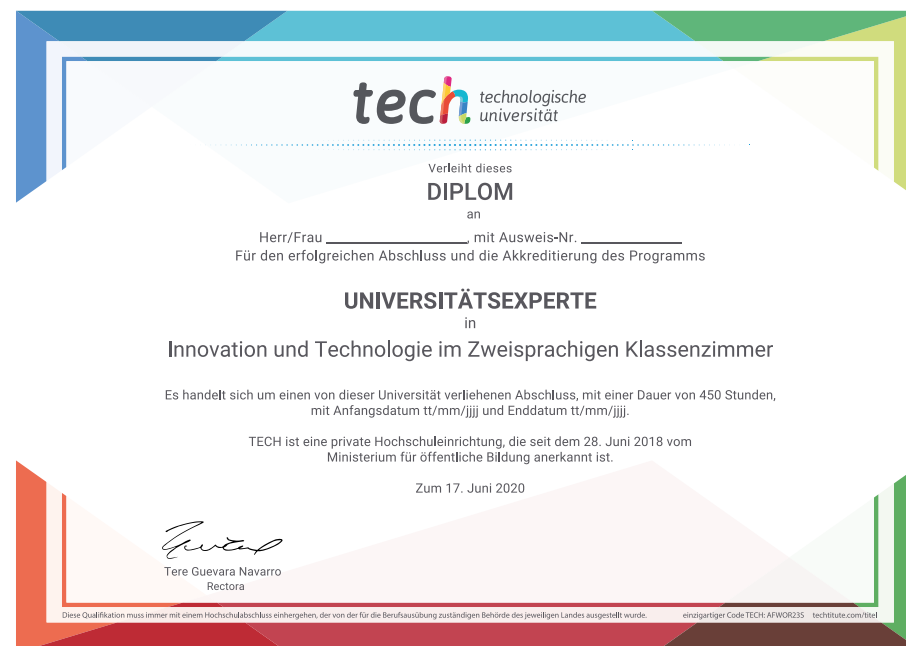 tech technologische
universität
Verleiht dieses
DIPLOM
an
Herr/Frau ________________, mit Ausweis-Nr. ____________
Für den erfolgreichen Abschluss und die Akkreditierung des Programms
UNIVERSITÄTSEXPERTE
in
Innovation und Technologie im Zweisprachigen Klassenzimmer
Es handelt sich um einen von dieser Universität verliehenen Abschluss, mit einer Dauer von 450 Stunden,
mit Anfangsdatum tt/mm/jjjj und Enddatum tt/mm/jjjj.
TECH ist eine private Hochschuleinrichtung, die seit dem 28. Juni 2018 vom
Ministerium für öffentliche Bildung anerkannt ist.
Zum 17. Juni 2020
Tere Guevara Navarro
Rectora
Diese Qualifikation muss immer mit einem Hochschulabschluss einhergehen, der von der für die Berufsausübung zuständigen Behörde des jeweiligen Landes ausgestellt wurde. einzigartiger Code TECH: AFWOR235 techtitute.com/titel